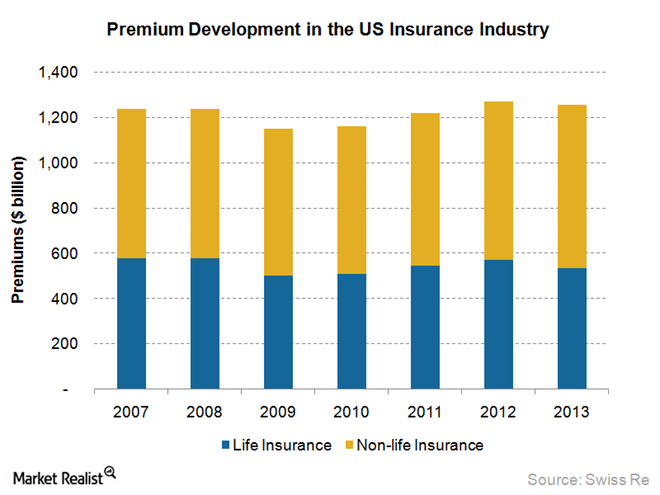 Premium Development in the US Insurance Industry
Premiums ($ billion)
1,400
1,200
1,000
800
600
400
200
-
2007 2008 2009 2010 2011 2012 2013
Life Insurance Non-life Insurance
Market Realist Source: Swiss Re